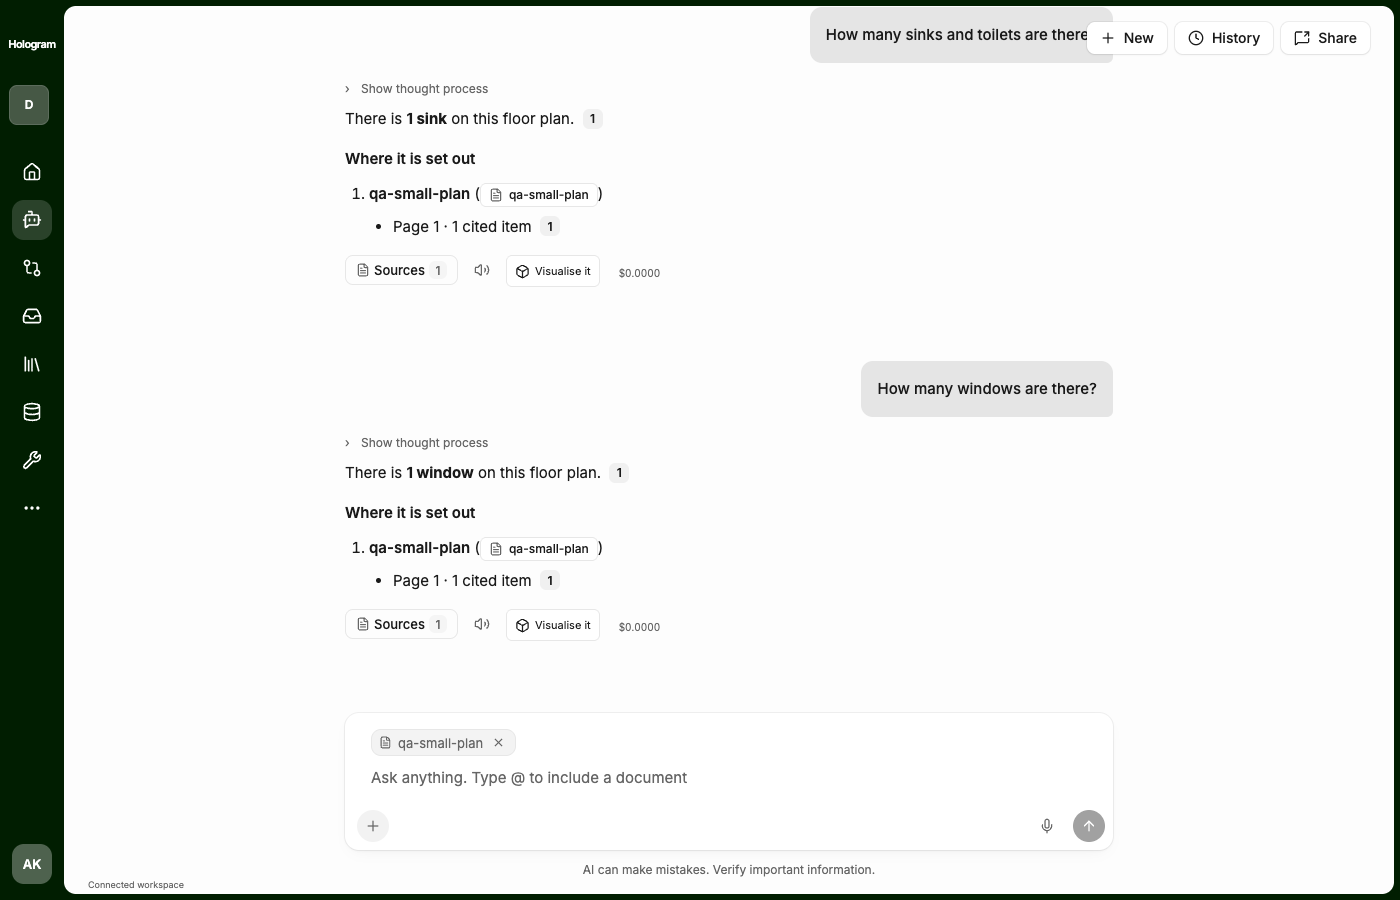 Hologram
D
How many sinks and toilets are there
New
History
Share
Show thought process
There is 1 sink on this floor plan. 1
Where it is set out
1. qa-small-plan ( qa-small-plan )
• Page 1 · 1 cited item 1
Sources 1
Visualise it
$0.0000
How many windows are there?
Show thought process
There is 1 window on this floor plan. 1
Where it is set out
1. qa-small-plan ( qa-small-plan )
• Page 1 · 1 cited item 1
Sources 1
Visualise it
$0.0000
qa-small-plan
Ask anything. Type @ to include a document
AI can make mistakes. Verify important information.
AK
Connected workspace